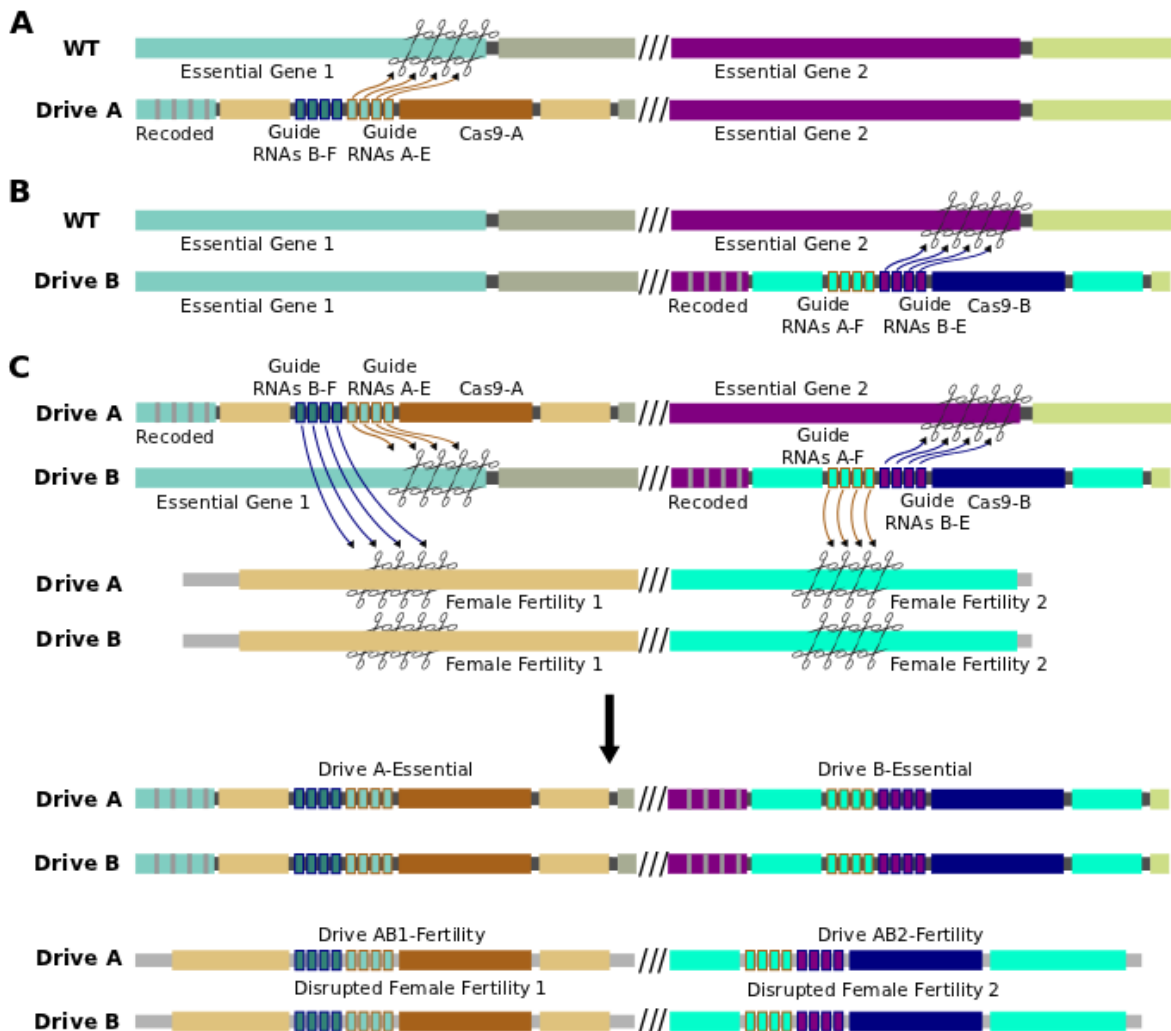 A
WT
Essential Gene 1
Essential Gene 2
Drive A
Recoded
Guide
RNAs B-F
Guide
RNAs A-E
Cas9-A
Essential Gene 2
B
WT
Essential Gene 1
Essential Gene 2
Drive B
Essential Gene 1
Recoded
Guide
RNAs A-F
Guide
RNAs B-E
Cas9-B
C
Guide
RNAs B-F
Guide
RNAs A-E
Cas9-A
Essential Gene 2
Drive A
Recoded
Guide
RNAs A-F
Drive B
Essential Gene 1
Recoded
Guide
RNAs B-E
Cas9-B
Drive A
Female Fertility 1
Female Fertility 2
Drive B
Female Fertility 1
Female Fertility 2
Drive A-Essential
Drive B-Essential
Drive A
Drive B
Drive AB1-Fertility
Drive AB2-Fertility
Drive A
Disrupted Female Fertility 1
Disrupted Female Fertility 2
Drive B